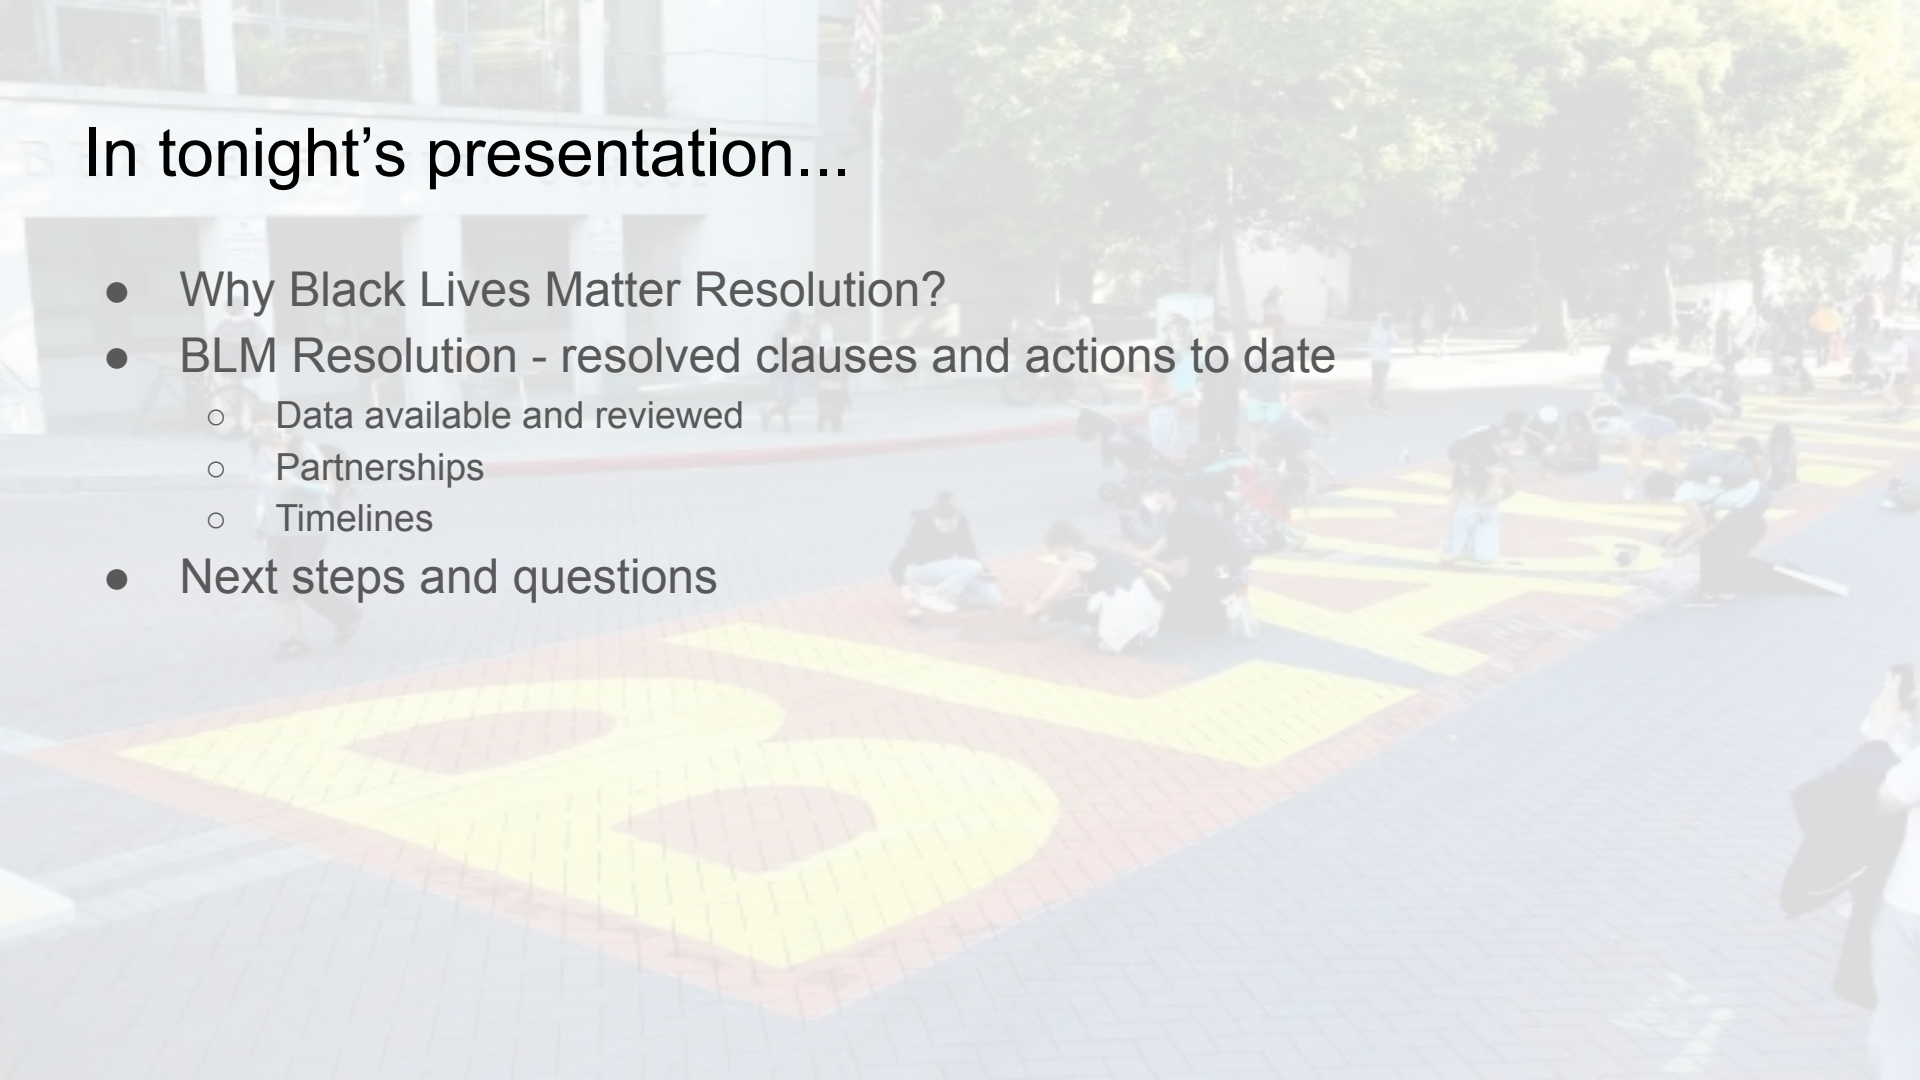 In tonight’s presentation...
● Why Black Lives Matter Resolution?
● BLM Resolution - resolved clauses and actions to date
○ Data available and reviewed
○ Partnerships
○ Timelines
● Next steps and questions